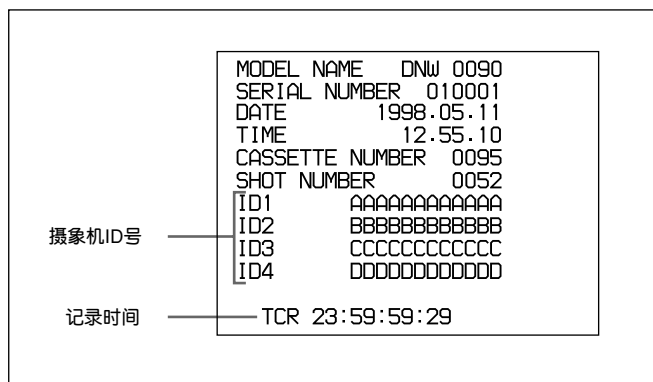 MODEL NAME DNW 0090
SERIAL NUMBER 010001
DATE 1998.05.11
TIME 12.55.10
CASSETTE NUMBER 0095
SHOT NUMBER 0052
ID1 AAAAAAAAAAAA
ID2 BBBBBBBBBBBB
ID3 CCCCCCCCCCCC
ID4 DDDDDDDDDDDD
摄象机ID号
TCR 23:59:59:29
记录时间